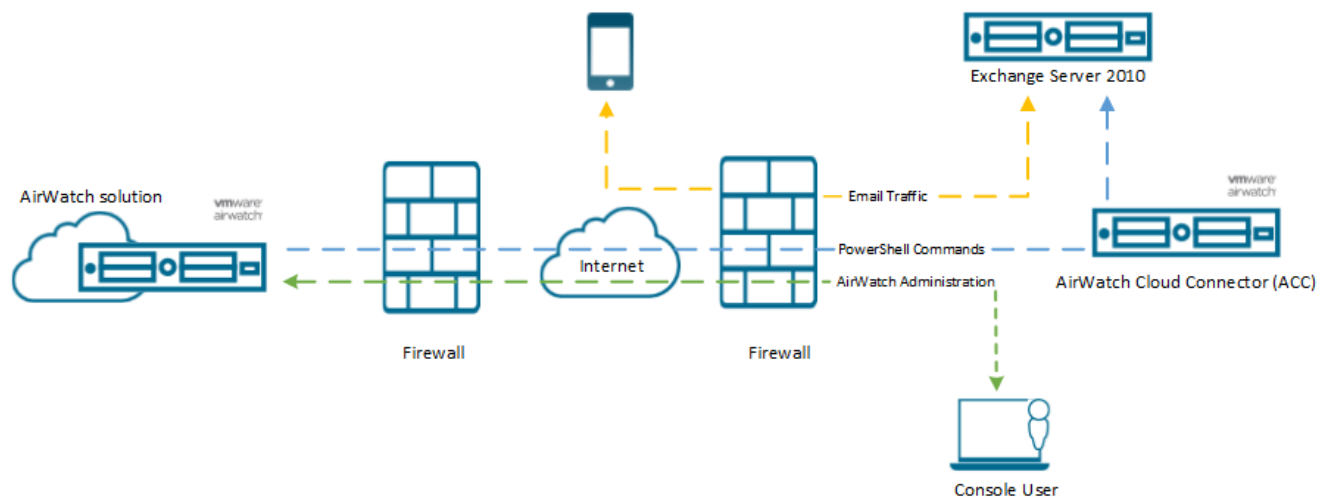 Exchange Server 2010
AirWatch solution
vmware
airwatch
Email Traffic
vmware
airwatch
PowerShell Commands
Internet
AirWatch Administration
AirWatch Cloud Connector (ACC)
Firewall
Firewall
Console User